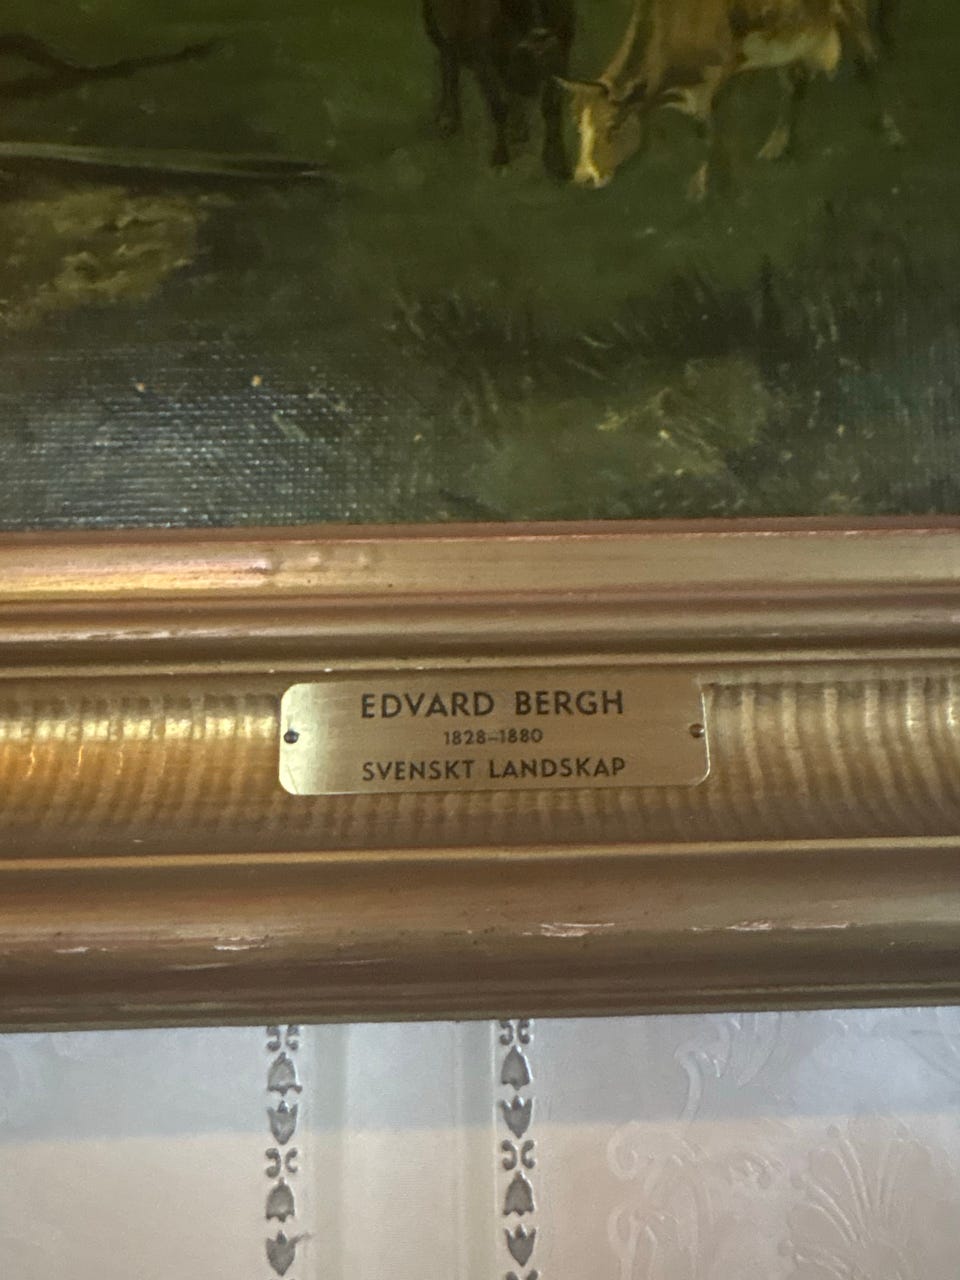 EDVARD BERGH
1828–1880
SVENSKT LANDSKAP